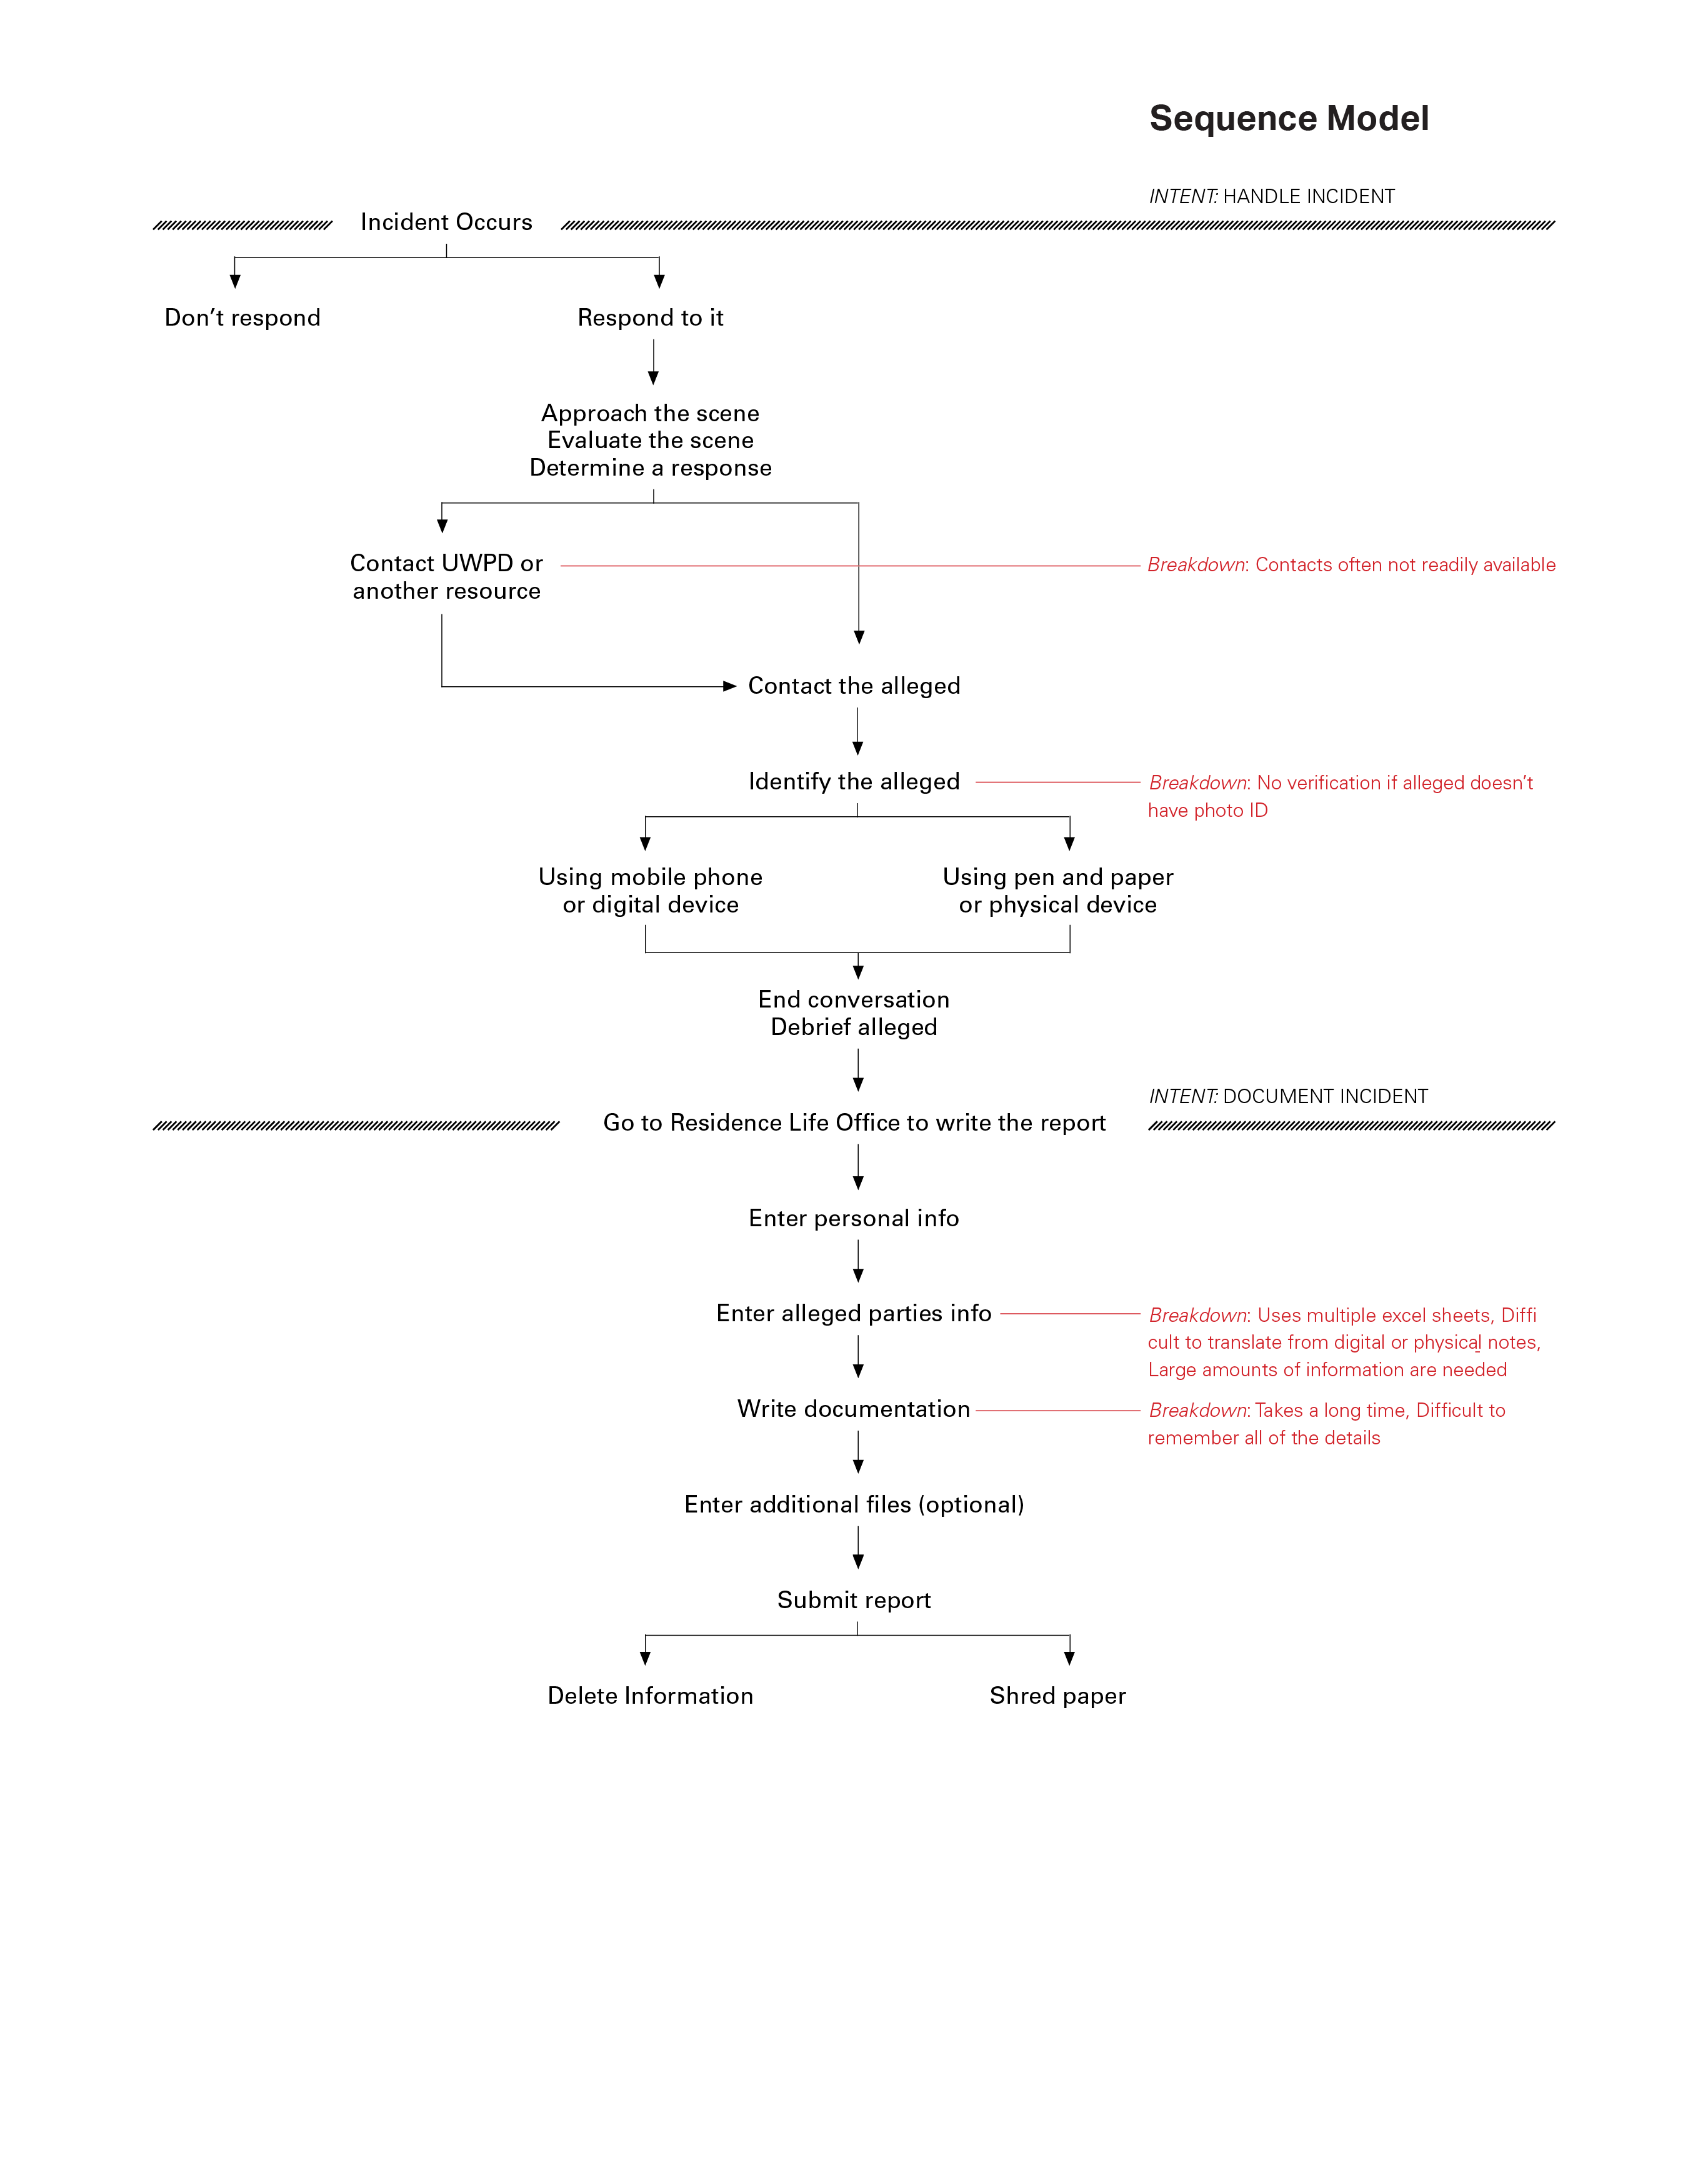 Sequence Model
INTENT: HANDLE INCIDENT
Incident Occurs
Don’t respond
Respond to it
Approach the scene
Evaluate the scene
Determine a response
Contact UWPD or
another resource
Breakdown: Contacts often not readily available
Contact the alleged
Identify the alleged
Breakdown: No verification if alleged doesn’t
have photo ID
Using mobile phone
or digital device
Using pen and paper
or physical device
End conversation
Debrief alleged
INTENT: DOCUMENT INCIDENT
Go to Residence Life Office to write the report
Enter personal info
Enter alleged parties info
Breakdown: Uses multiple excel sheets, Diffi
cult to translate from digital or physical notes,
Large amounts of information are needed
Write documentation
Breakdown: Takes a long time, Difficult to
remember all of the details
Enter additional files (optional)
Submit report
Delete Information
Shred paper